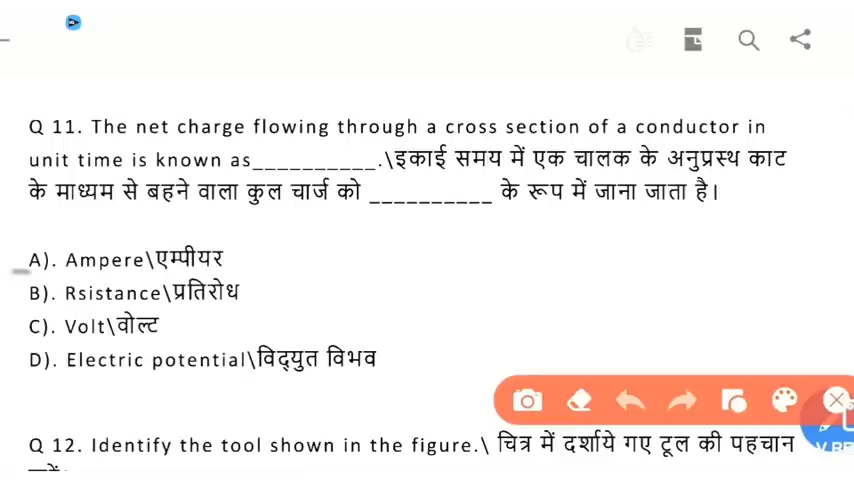 Q 11. The net charge flowing through a cross section of a conductor in
unit time is known as__________.\इकाई समय में एक चालक के अनुप्रस्थ काट
के माध्यम से बहने वाला कुल चार्ज को __________ के रूप में जाना जाता है।
A). Ampere\एम्पीयर
B). Rsistance\प्रतिरोध
C). Volt\वोल्ट
D). Electric potential\विद्युत विभव
Q 12. Identify the tool shown in the figure.\ चित्र में दर्शाये गए टूल की पहचान